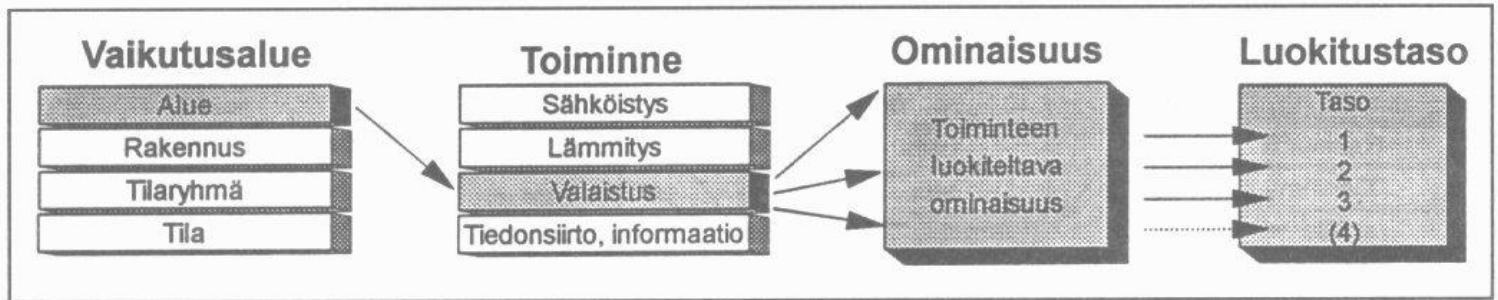 Vaikutusalue
Alue
Rakennus
Tilaryhmä
Tila
Toiminne
Sähköistys
Lämmitys
Valaistus
Tiedonsiirto, informaatio
Ominaisuus
Toiminteen
luokiteltava
ominaisuus
Luokitustaso
Taso
1
2
3
(4)